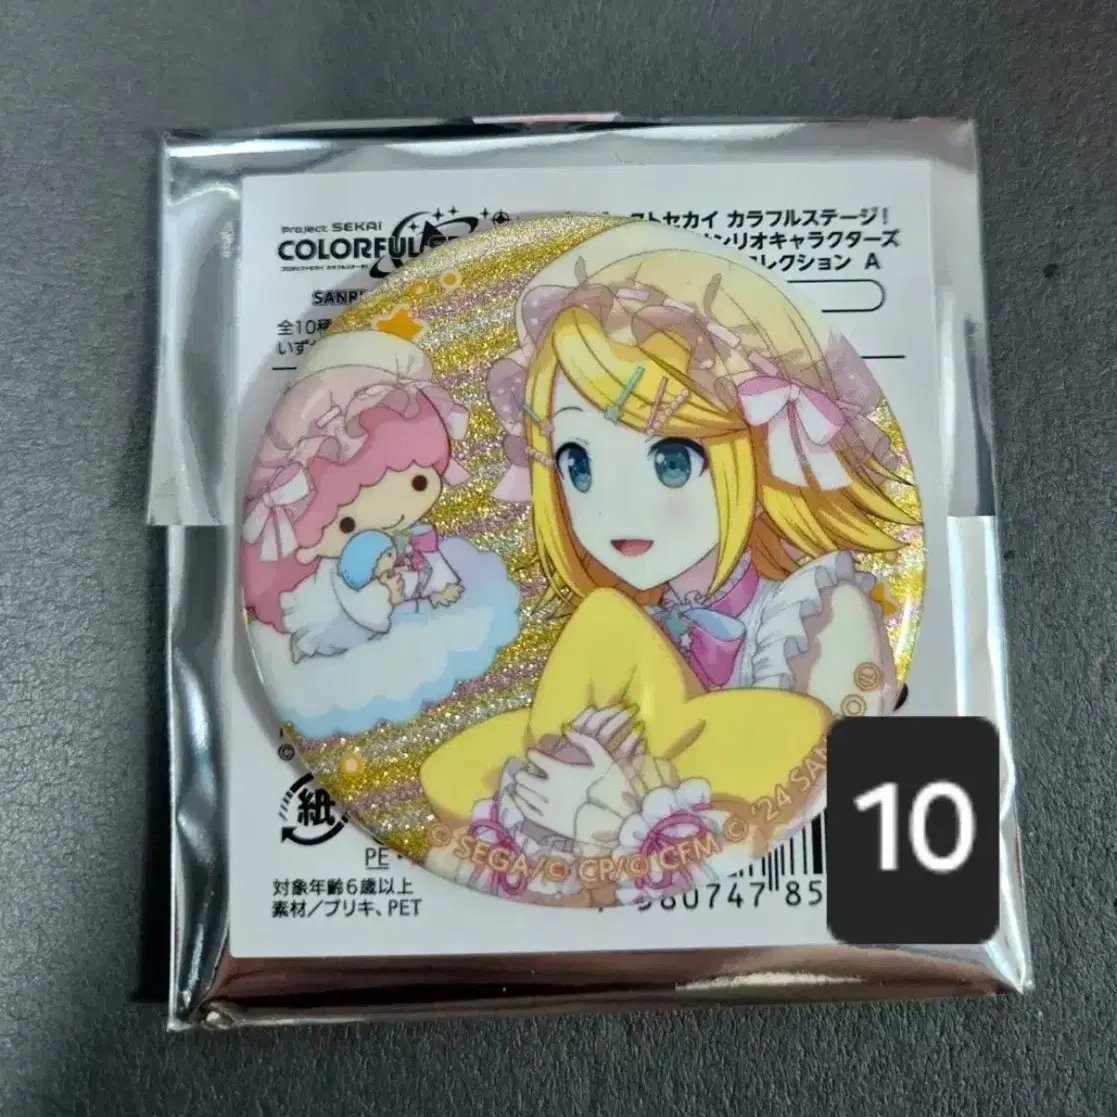 Project SEKAI
COLORFUL
クトセカイ カラフルステージ!
ンリオキャラクターズ
レクション A
SANRI
全10種
いず
©
紙
PE
対象年齢6歳以上
素材/ブリキ、PET
© SEGA/© CP/© CFM © '24 SAN
10
580747 85